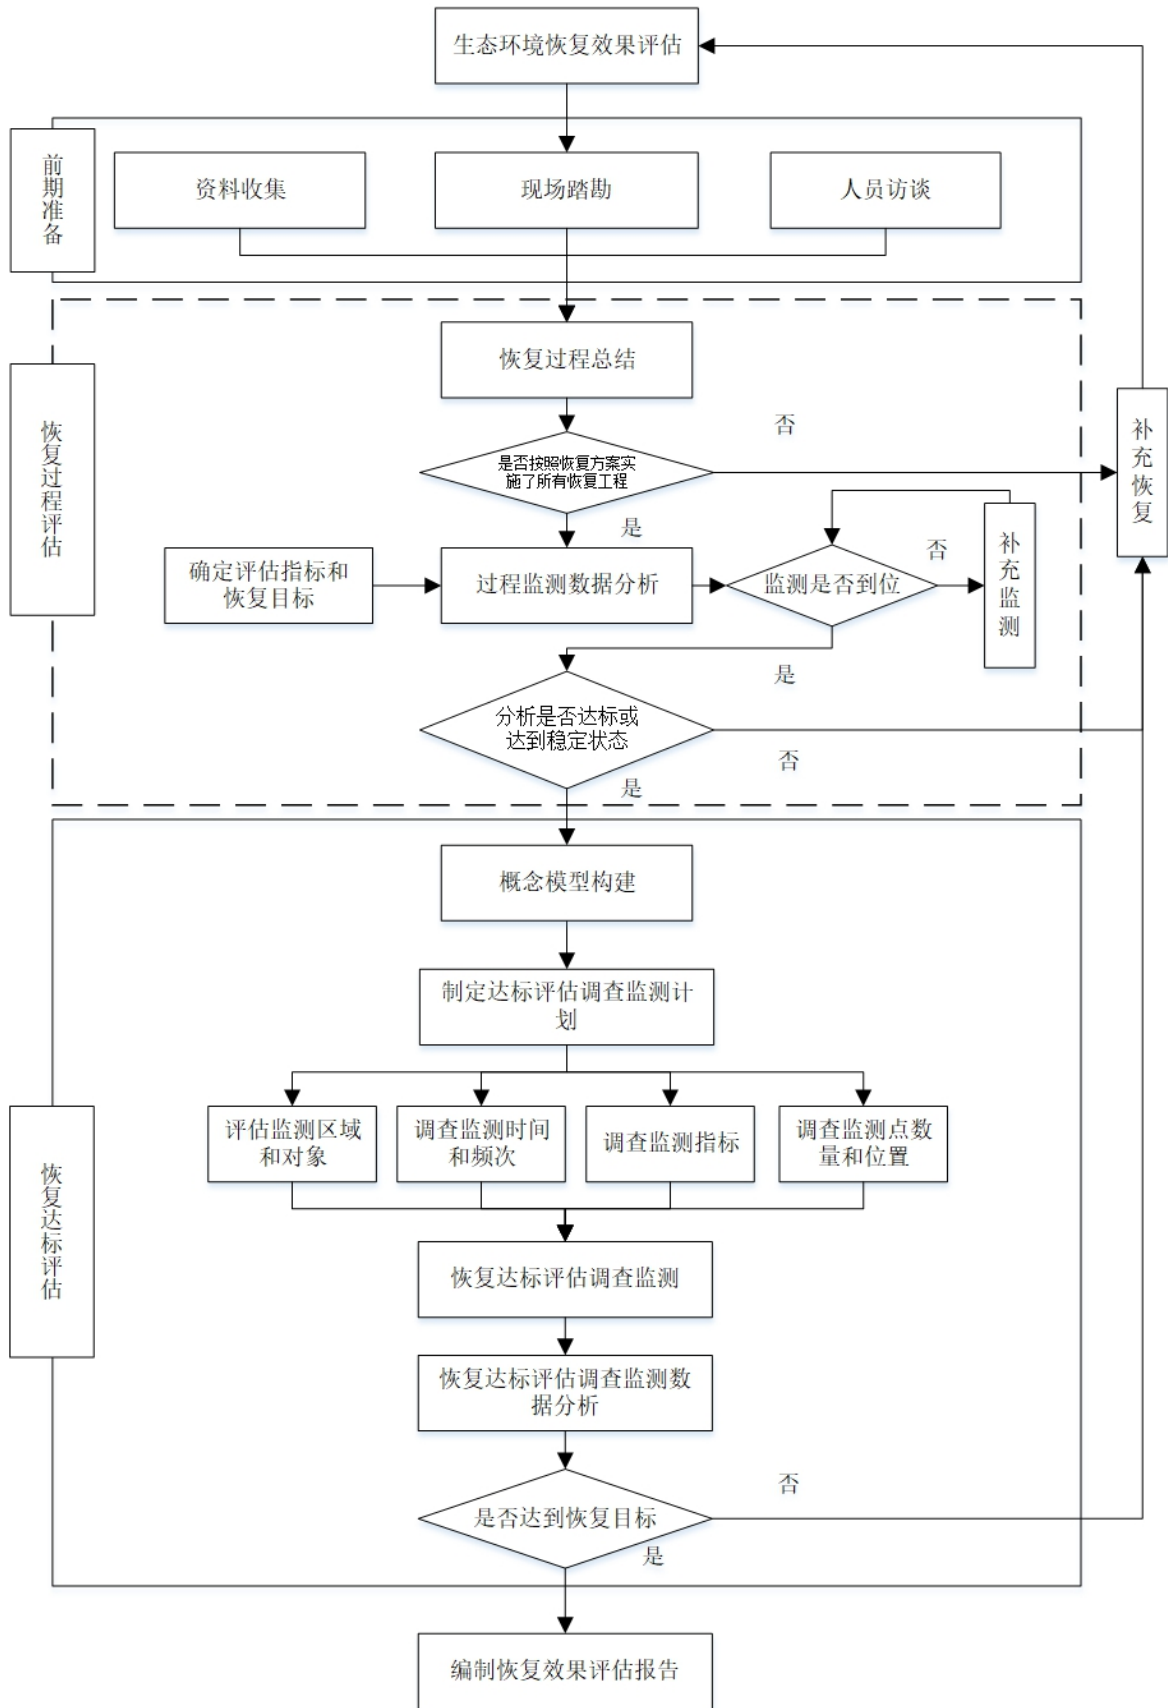 生态环境恢复效果评估
前期准备
资料收集
现场踏勘
人员访谈
恢复过程评估
恢复过程总结
否
是否按照恢复方案实
施了所有恢复工程
补充恢复
是
确定评估指标和
恢复目标
过程监测数据分析
监测是否到位
否
补充监测
是
分析是否达标或
达到稳定状态
否
是
恢复达标评估
概念模型构建
制定达标评估调查监测计
划
评估监测区域
和对象
调查监测时间
和频次
调查监测指标
调查监测点数
量和位置
恢复达标评估调查监测
恢复达标评估调查监测数
据分析
否
是否达到恢复目标
是
编制恢复效果评估报告